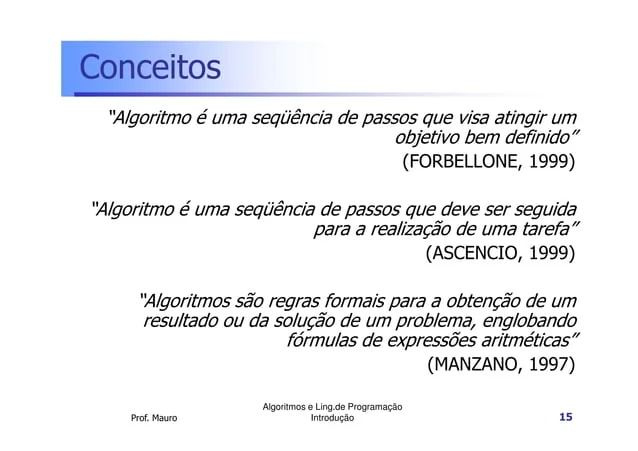 Conceitos
“Algoritmo é uma seqüência de passos que visa atingir um
objetivo bem definido”
(FORBELLONE, 1999)
“Algoritmo é uma seqüência de passos que deve ser seguida
para a realização de uma tarefa”
(ASCENCIO, 1999)
“Algoritmos são regras formais para a obtenção de um
resultado ou da solução de um problema, englobando
fórmulas de expressões aritméticas”
(MANZANO, 1997)
Prof. Mauro
Algoritmos e Ling.de Programação
Introdução
15